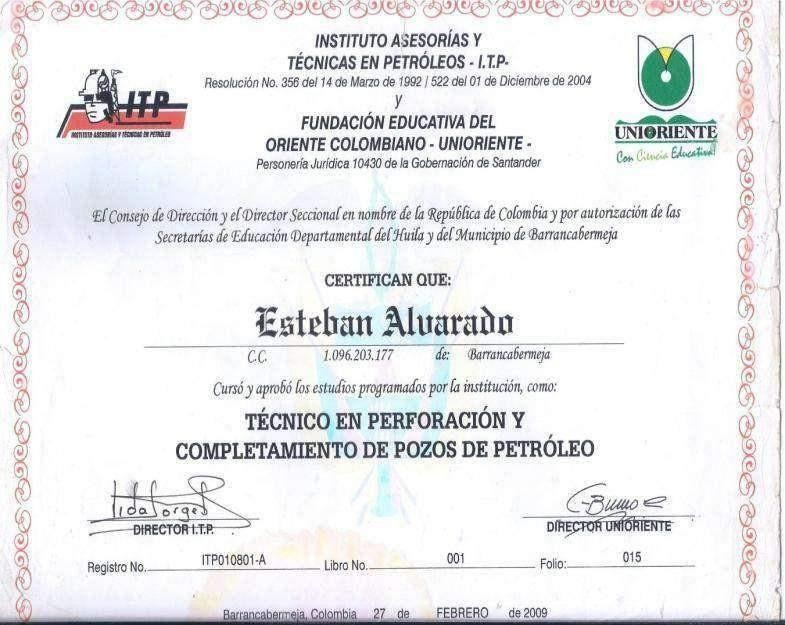 INSTITUTO ASESORÍAS Y
TÉCNICAS EN PETRÓLEOS - I.T.P-
Resolución No. 356 del 14 de Marzo de 1992 / 522 del 01 de Diciembre de 2004
y
FUNDACIÓN EDUCATIVA DEL
ORIENTE COLOMBIANO - UNIORIENTE -
Personería Jurídica 10430 de la Gobernación de Santander
ITP
INSTITUTO ASESORIAS Y TÉCNICAS EN PETRÓLEO
UNIORIENTE
Con Ciencia Educativa!
El Consejo de Dirección y el Director Seccional en nombre de la República de Colombia y por autorización de las
Secretarías de Educación Departamental del Huila y del Municipio de Barrancabermeja
CERTIFICAN QUE:
Esteban Alvarado
C.C. 1.096.203.177 de: Barrancabermeja
Cursó y aprobó los estudios programados por la institución, como:
TÉCNICO EN PERFORACIÓN Y
COMPLETAMIENTO DE POZOS DE PETRÓLEO
DIRECTOR I.T.P.
DIRECTOR UNIORIENTE
Registro No. ITP010801-A Libro No. 001 Folio: 015
Barrancabermeja, Colombia 27 de FEBRERO de 2009